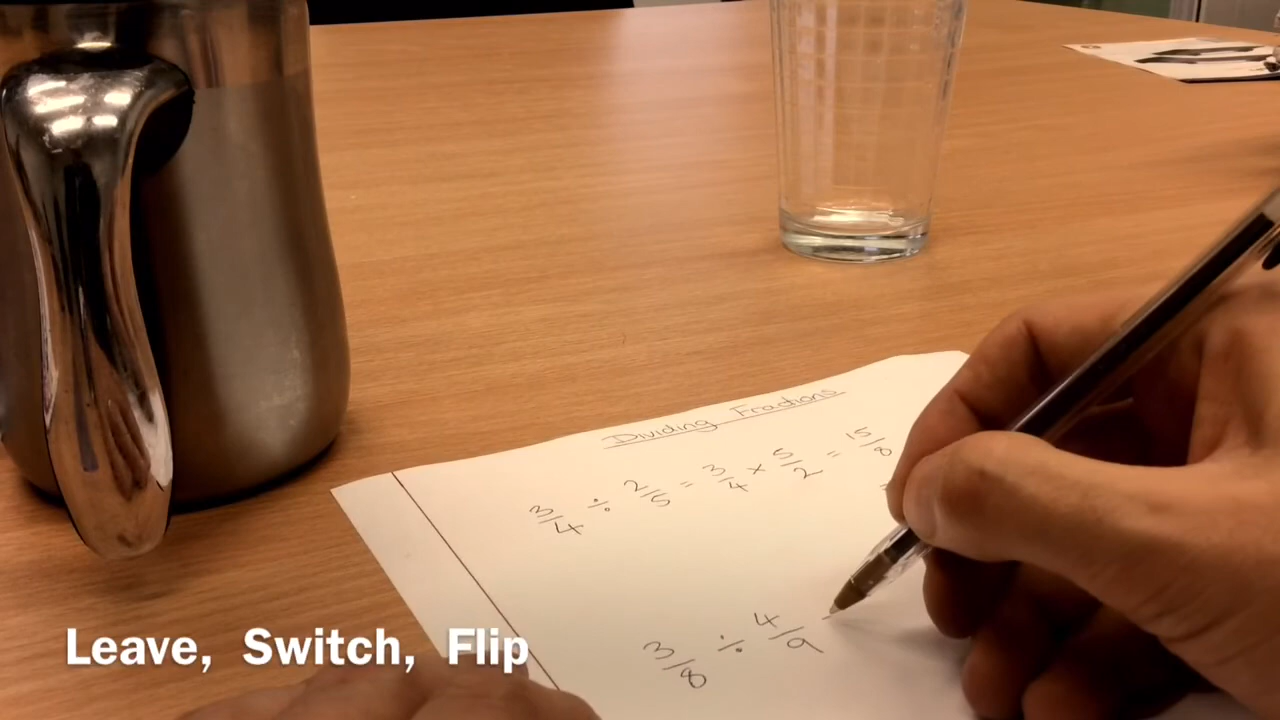 Dividing Fractions
3/4 ÷ 2/5 = 3/4 × 5/2 = 15/8
3/8 ÷ 4/9
Leave, Switch, Flip